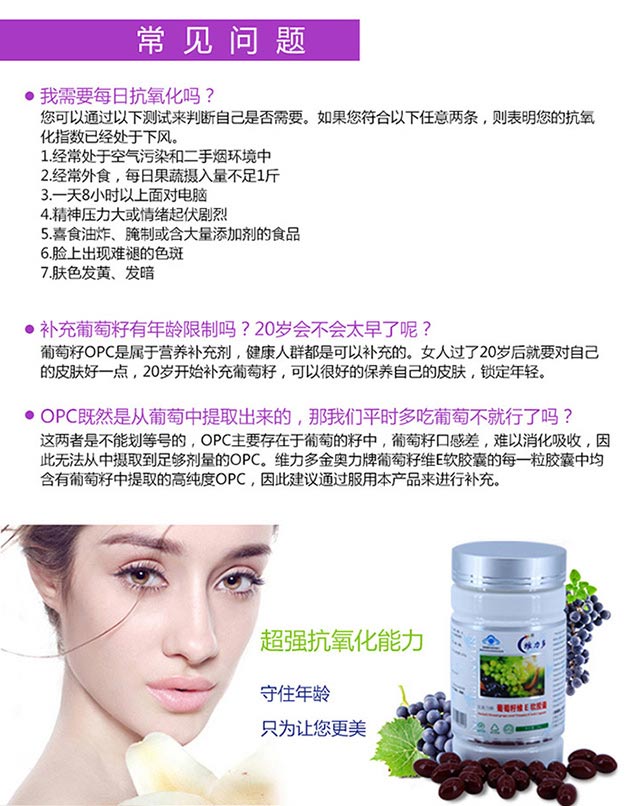 常见问题
我需要每日抗氧化吗？
您可以通过以下测试来判断自己是否需要。如果您符合以下任意两条，则表明您的抗氧
化指数已经处于下风。
1.经常处于空气污染和二手烟环境中
2.经常外食，每日果蔬摄入量不足1斤
3.一天8小时以上面对电脑
4.精神压力大或情绪起伏剧烈
5.喜食油炸、腌制或含大量添加剂的食品
6.脸上出现难褪的色斑
7.肤色发黄、发暗
补充葡萄籽有年龄限制吗？20岁会不会太早了呢？
葡萄籽OPC是属于营养补充剂，健康人群都是可以补充的。女人过了20岁后就要对自己
的皮肤好一点，20岁开始补充葡萄籽，可以很好的保养自己的皮肤，锁定年轻。
OPC既然是从葡萄中提取出来的，那我们平时多吃葡萄不就行了吗？
这两者是不能划等号的，OPC主要存在于葡萄的籽中，葡萄籽口感差，难以消化吸收，因
此无法从中摄取到足够剂量的OPC。维力多金奥力牌葡萄籽维E软胶囊的每一粒胶囊中均
含有葡萄籽中提取的高纯度OPC，因此建议通过服用本产品来进行补充。
超强抗氧化能力
守住年龄
只为让您更美
维力多
葡萄籽维E软胶囊